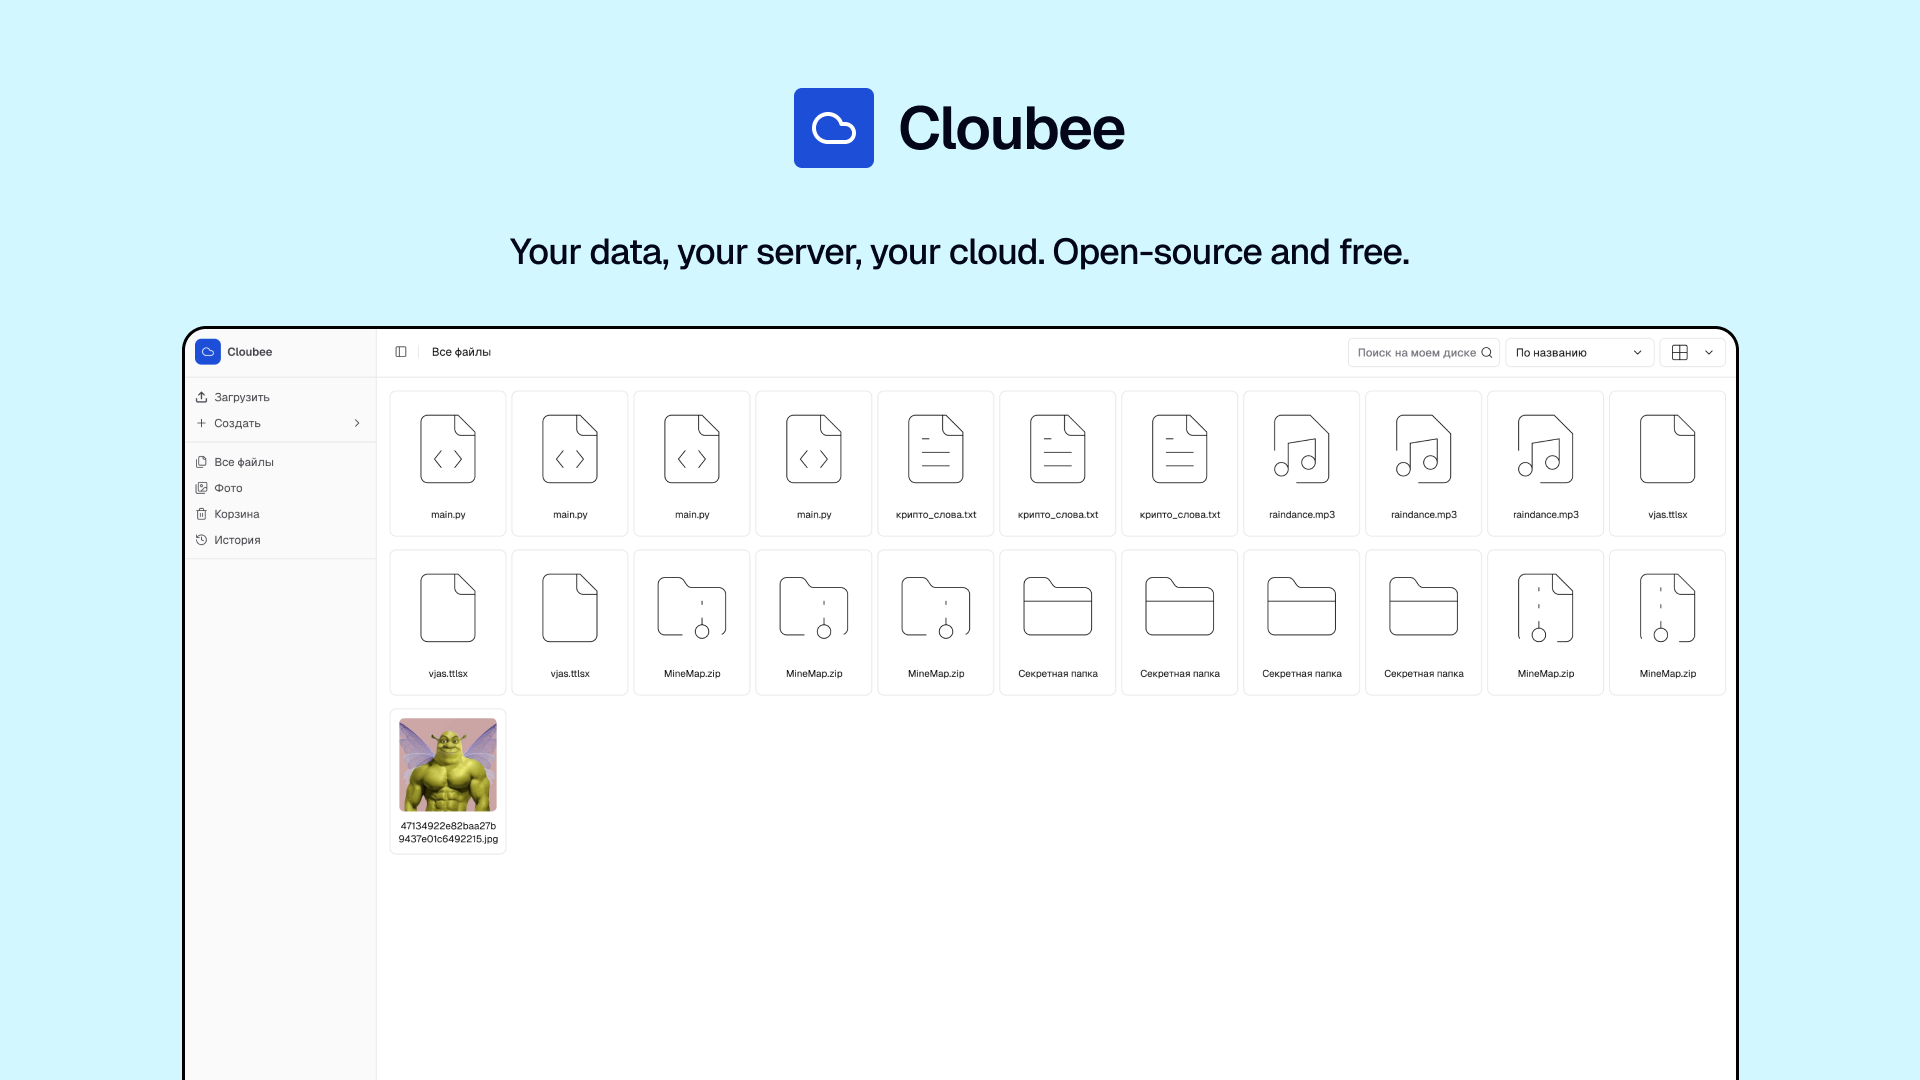 Cloubee
Your data, your server, your cloud. Open-source and free.
Cloubee
Все файлы
Поиск на моем диске
По названию
Загрузить
Создать
Все файлы
Фото
Корзина
История
main.py
main.py
main.py
main.py
крипто_слова.txt
крипто_слова.txt
крипто_слова.txt
raindance.mp3
raindance.mp3
raindance.mp3
vjas.ttlsx
vjas.ttlsx
vjas.ttlsx
MineMap.zip
MineMap.zip
MineMap.zip
Секретная папка
Секретная папка
Секретная папка
Секретная папка
MineMap.zip
MineMap.zip
47134922e82baa27b
9437e01c6492215.jpg